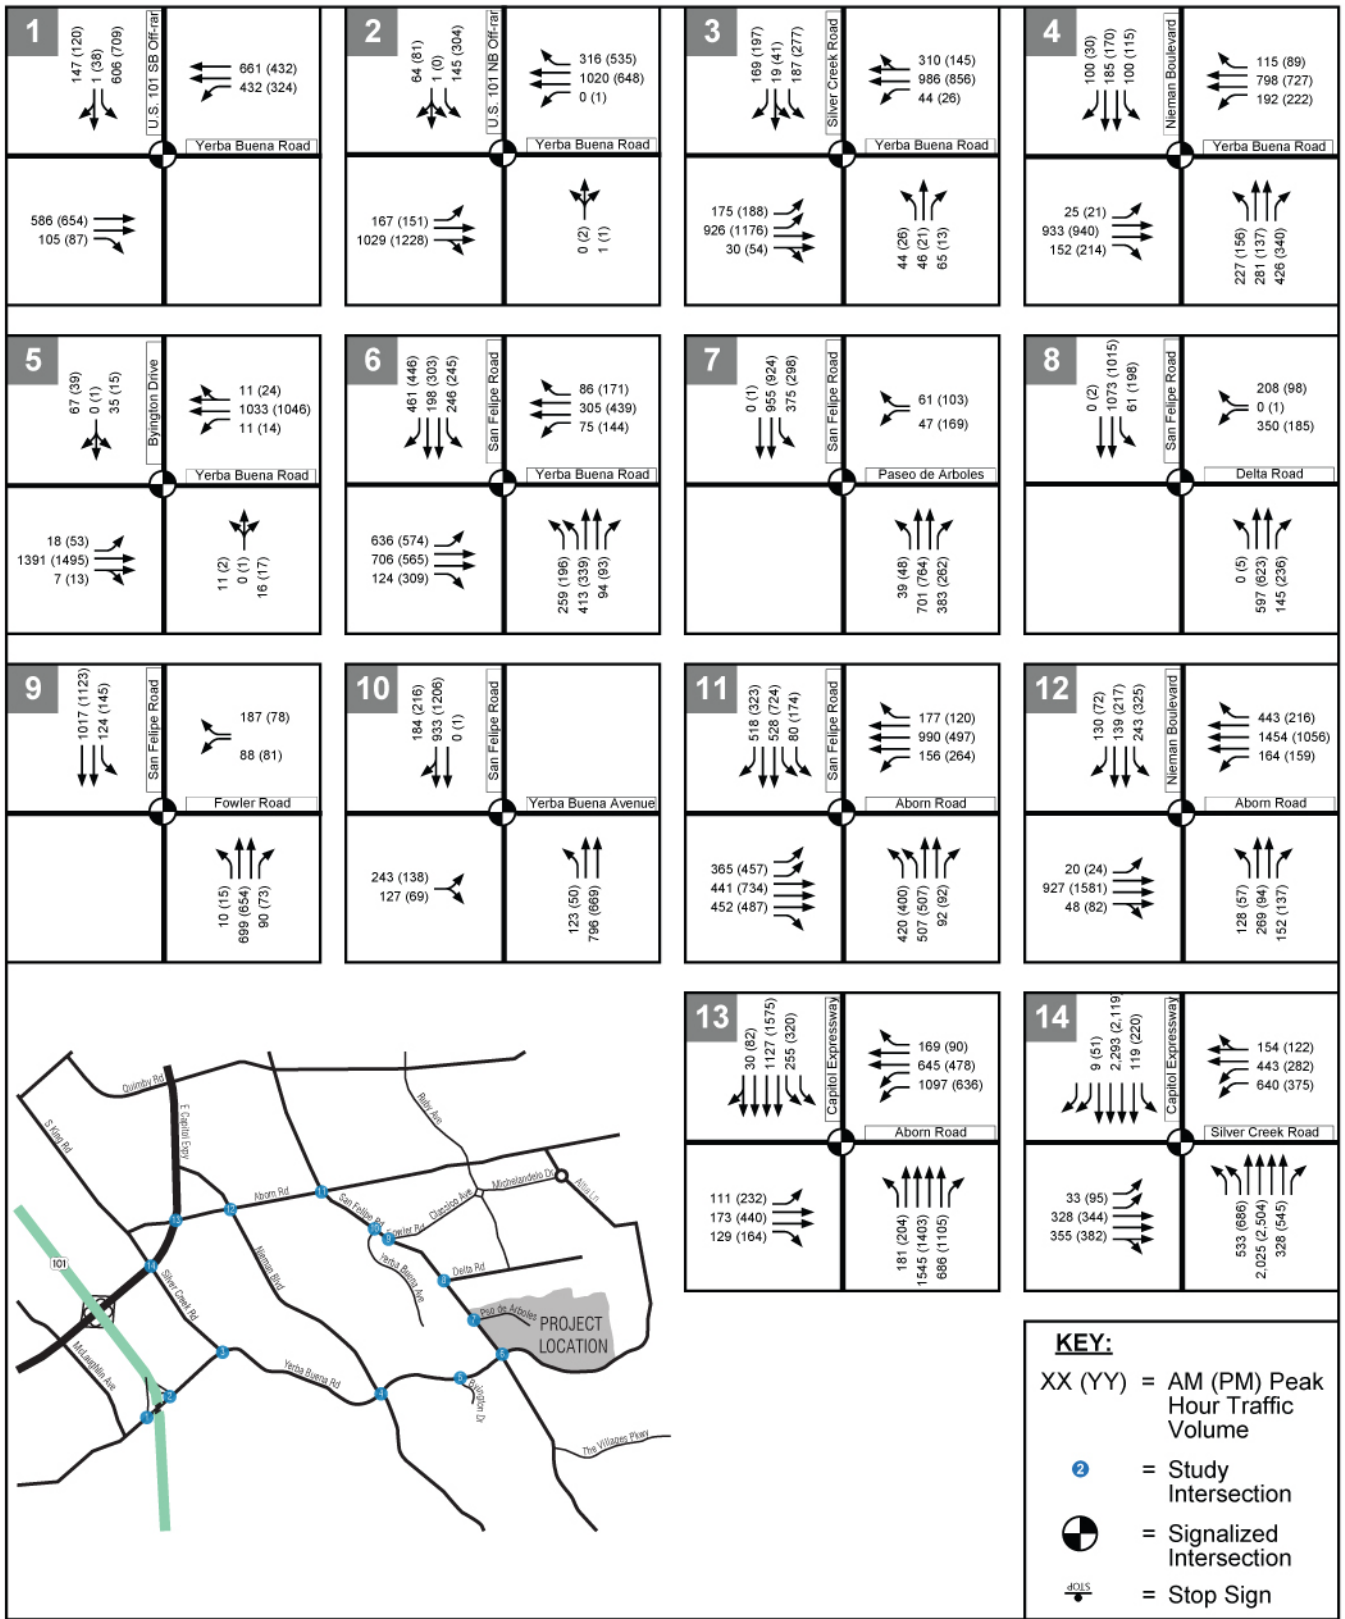 1
147 (120)
1 (38)
606 (709)
U.S. 101 SB Off-rar
661 (432)
432 (324)
Yerba Buena Road
586 (654)
105 (87)
2
64 (81)
1 (0)
145 (304)
U.S. 101 NB Off-rar
316 (535)
1020 (648)
0 (1)
Yerba Buena Road
167 (151)
1029 (1228)
0 (2)
1 (1)
3
169 (197)
19 (41)
187 (277)
Silver Creek Road
310 (145)
986 (856)
44 (26)
Yerba Buena Road
175 (188)
926 (1176)
30 (54)
44 (26)
46 (21)
65 (13)
4
100 (30)
185 (170)
100 (115)
Nieman Boulevard
115 (89)
798 (727)
192 (222)
Yerba Buena Road
25 (21)
933 (940)
152 (214)
227 (156)
281 (137)
426 (340)
5
67 (39)
0 (1)
35 (15)
Byington Drive
11 (24)
1033 (1046)
11 (14)
Yerba Buena Road
18 (53)
1391 (1495)
7 (13)
11 (2)
0 (1)
16 (17)
6
461 (446)
198 (303)
246 (245)
San Felipe Road
86 (171)
305 (439)
75 (144)
Yerba Buena Road
636 (574)
706 (565)
124 (309)
259 (196)
413 (339)
94 (93)
7
0 (1)
955 (924)
375 (298)
San Felipe Road
61 (103)
47 (169)
Paseo de Arboles
39 (48)
701 (764)
383 (262)
8
0 (2)
1073 (1015)
61 (198)
San Felipe Road
208 (98)
0 (1)
350 (185)
Delta Road
0 (5)
597 (623)
145 (236)
9
1017 (1123)
124 (145)
San Felipe Road
187 (78)
88 (81)
Fowler Road
10 (15)
699 (654)
90 (73)
10
184 (216)
933 (1206)
0 (1)
San Felipe Road
Yerba Buena Avenue
243 (138)
127 (69)
123 (50)
796 (669)
11
518 (323)
528 (724)
80 (174)
San Felipe Road
177 (120)
990 (497)
156 (264)
Aborn Road
365 (457)
441 (734)
452 (487)
420 (400)
507 (507)
92 (92)
12
130 (72)
139 (217)
243 (325)
Nieman Boulevard
443 (216)
1454 (1056)
164 (159)
Aborn Road
20 (24)
927 (1581)
48 (82)
128 (57)
269 (94)
152 (137)
13
30 (82)
1127 (1575)
255 (320)
Capitol Expressway
169 (90)
645 (478)
1097 (636)
Aborn Road
111 (232)
173 (440)
129 (164)
181 (204)
1545 (1403)
686 (1105)
14
9 (51)
2,293 (2,119)
119 (220)
Capitol Expressway
154 (122)
443 (282)
640 (375)
Silver Creek Road
33 (95)
328 (344)
355 (382)
533 (686)
2,025 (2,504)
328 (545)
Quimby Rd
S King Rd
E Capitol Expy
Ruby Ave
Aborn Rd
San Felipe Rd
Classico Ave
Michelangelo Dr
Altia Ln
Fowler Rd
Yerba Buena Ave
Nieman Blvd
Delta Rd
Pso de Arboles
PROJECT
LOCATION
101
Silver Creek Rd
McLaughlin Ave
Yerba Buena Rd
Byington Dr
The Villages Pkwy
11
12
13
10
9
14
8
7
6
3
5
4
2
1
KEY:
XX (YY) = AM (PM) Peak
Hour Traffic
Volume
2 = Study
Intersection
= Signalized
Intersection
STOP = Stop Sign